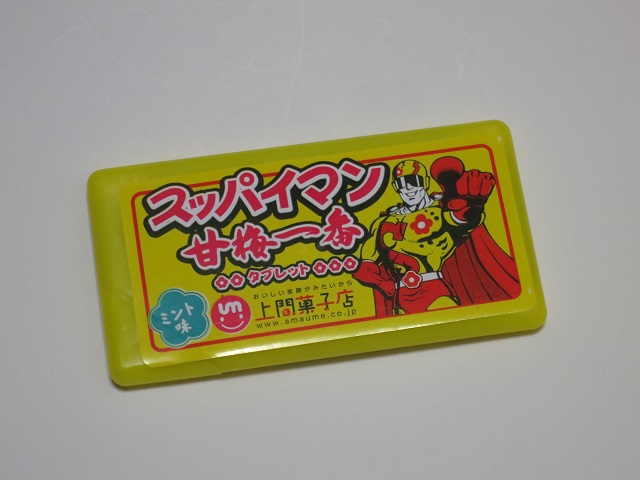 スッパイマン
甘梅一番
タブレット
ミント
味
おいしい笑顔がみたいから
上間菓子店
www.amaume.co.jp